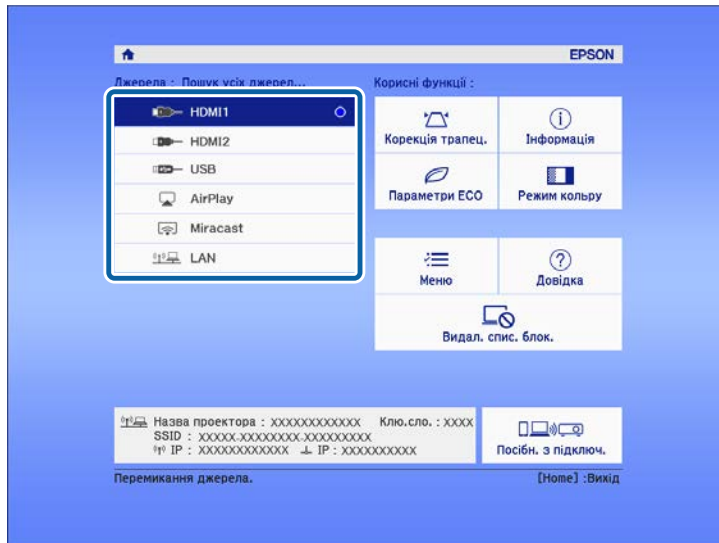 EPSON
Джерела : Пошук усіх джерел...
HDMI1
HDMI2
USB
AirPlay
Miracast
LAN
Корисні функції :
Корекція трапец.
Інформація
Параметри ECO
Режим кольру
Меню
Довідка
Видал. спис. блок.
Назва проектора : XXXXXXXXXXXX Клю.сло. : XXXX
SSID : XXXXX-XXXXXXXX-XXXXXXXXX
IP : XXXXXXXXXXXX IP : XXXXXXXXXX
Посібн. з підключ.
Перемикання джерела.
[Home] :Вихід